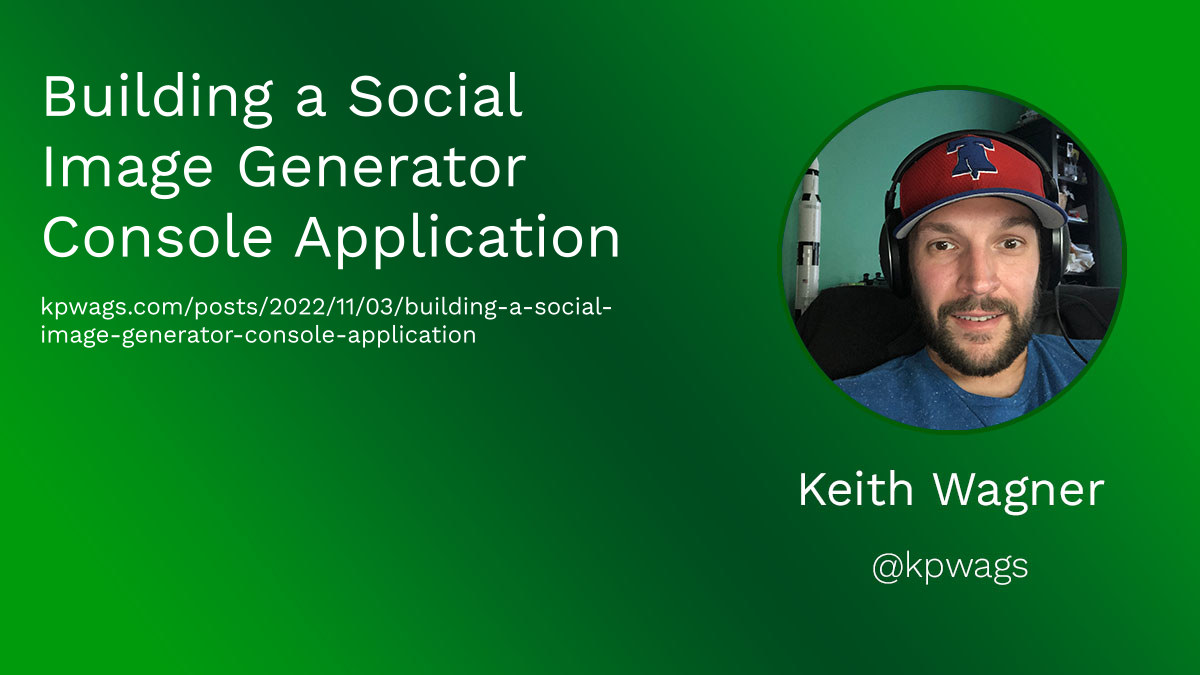 Building a Social
Image Generator
Console Application
kpwags.com/posts/2022/11/03/building-a-social-
image-generator-console-application
Keith Wagner
@kpwags